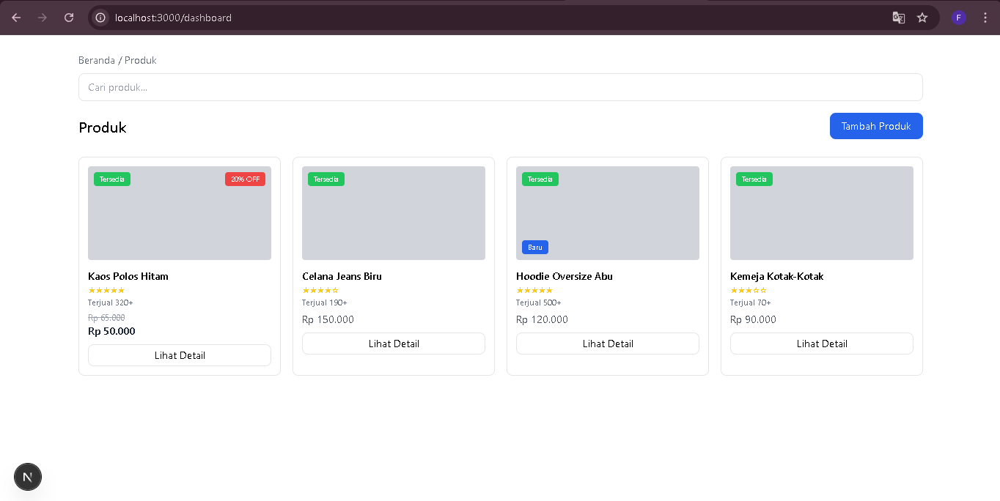 localhost:3000/dashboard
F
Beranda / Produk
Cari produk...
Produk
Tambah Produk
Tersedia
20% OFF
Kaos Polos Hitam
★★★★★
Terjual 320+
Rp 65.000
Rp 50.000
Lihat Detail
Tersedia
Celana Jeans Biru
★★★★☆
Terjual 190+
Rp 150.000
Lihat Detail
Tersedia
Baru
Hoodie Oversize Abu
★★★★★
Terjual 500+
Rp 120.000
Lihat Detail
Tersedia
Kemeja Kotak-Kotak
★★★☆☆
Terjual 70+
Rp 90.000
Lihat Detail
N